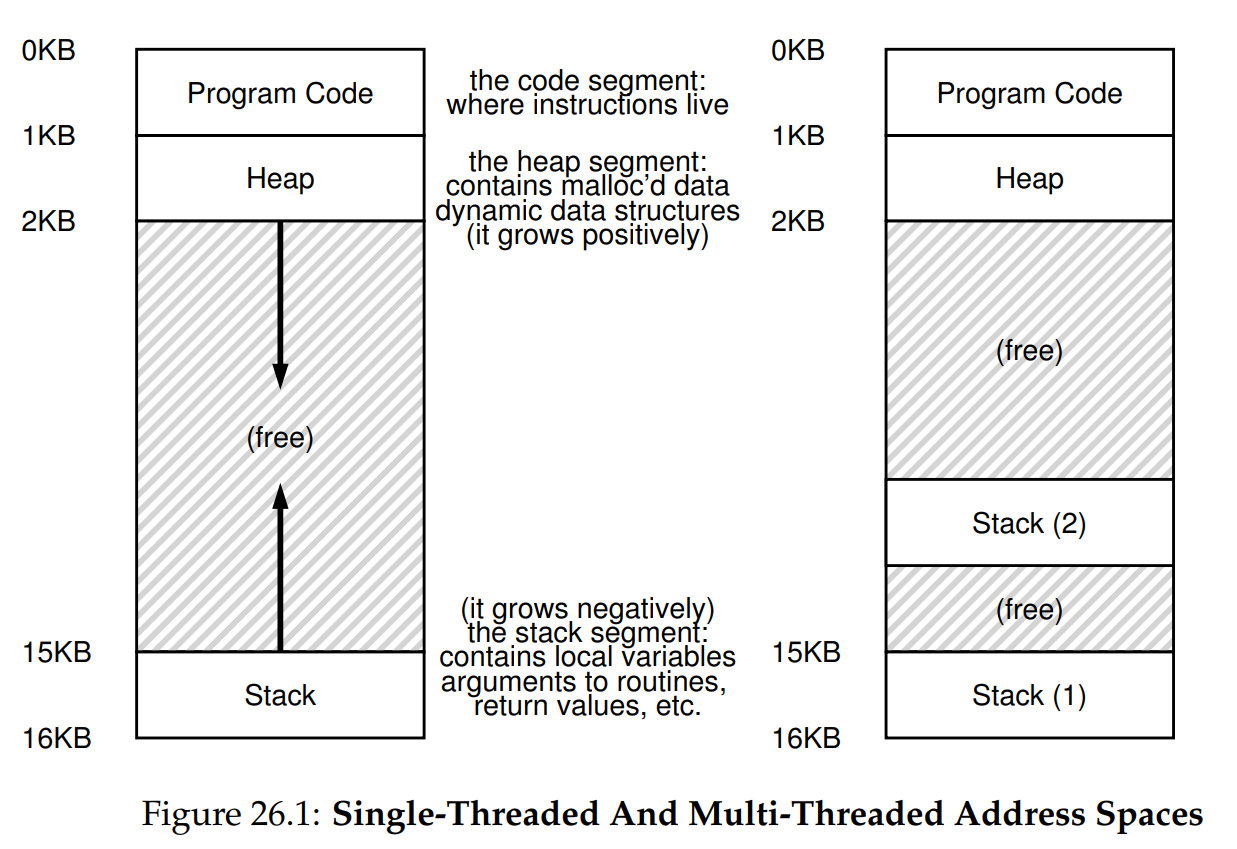 0KB
Program Code
the code segment:
where instructions live
1KB
Heap
the heap segment:
contains malloc’d data
dynamic data structures
(it grows positively)
2KB
(free)
(it grows negatively)
the stack segment:
contains local variables
arguments to routines,
return values, etc.
15KB
Stack
16KB
0KB
Program Code
1KB
Heap
2KB
(free)
Stack (2)
(free)
15KB
Stack (1)
16KB
Figure 26.1: Single-Threaded And Multi-Threaded Address Spaces